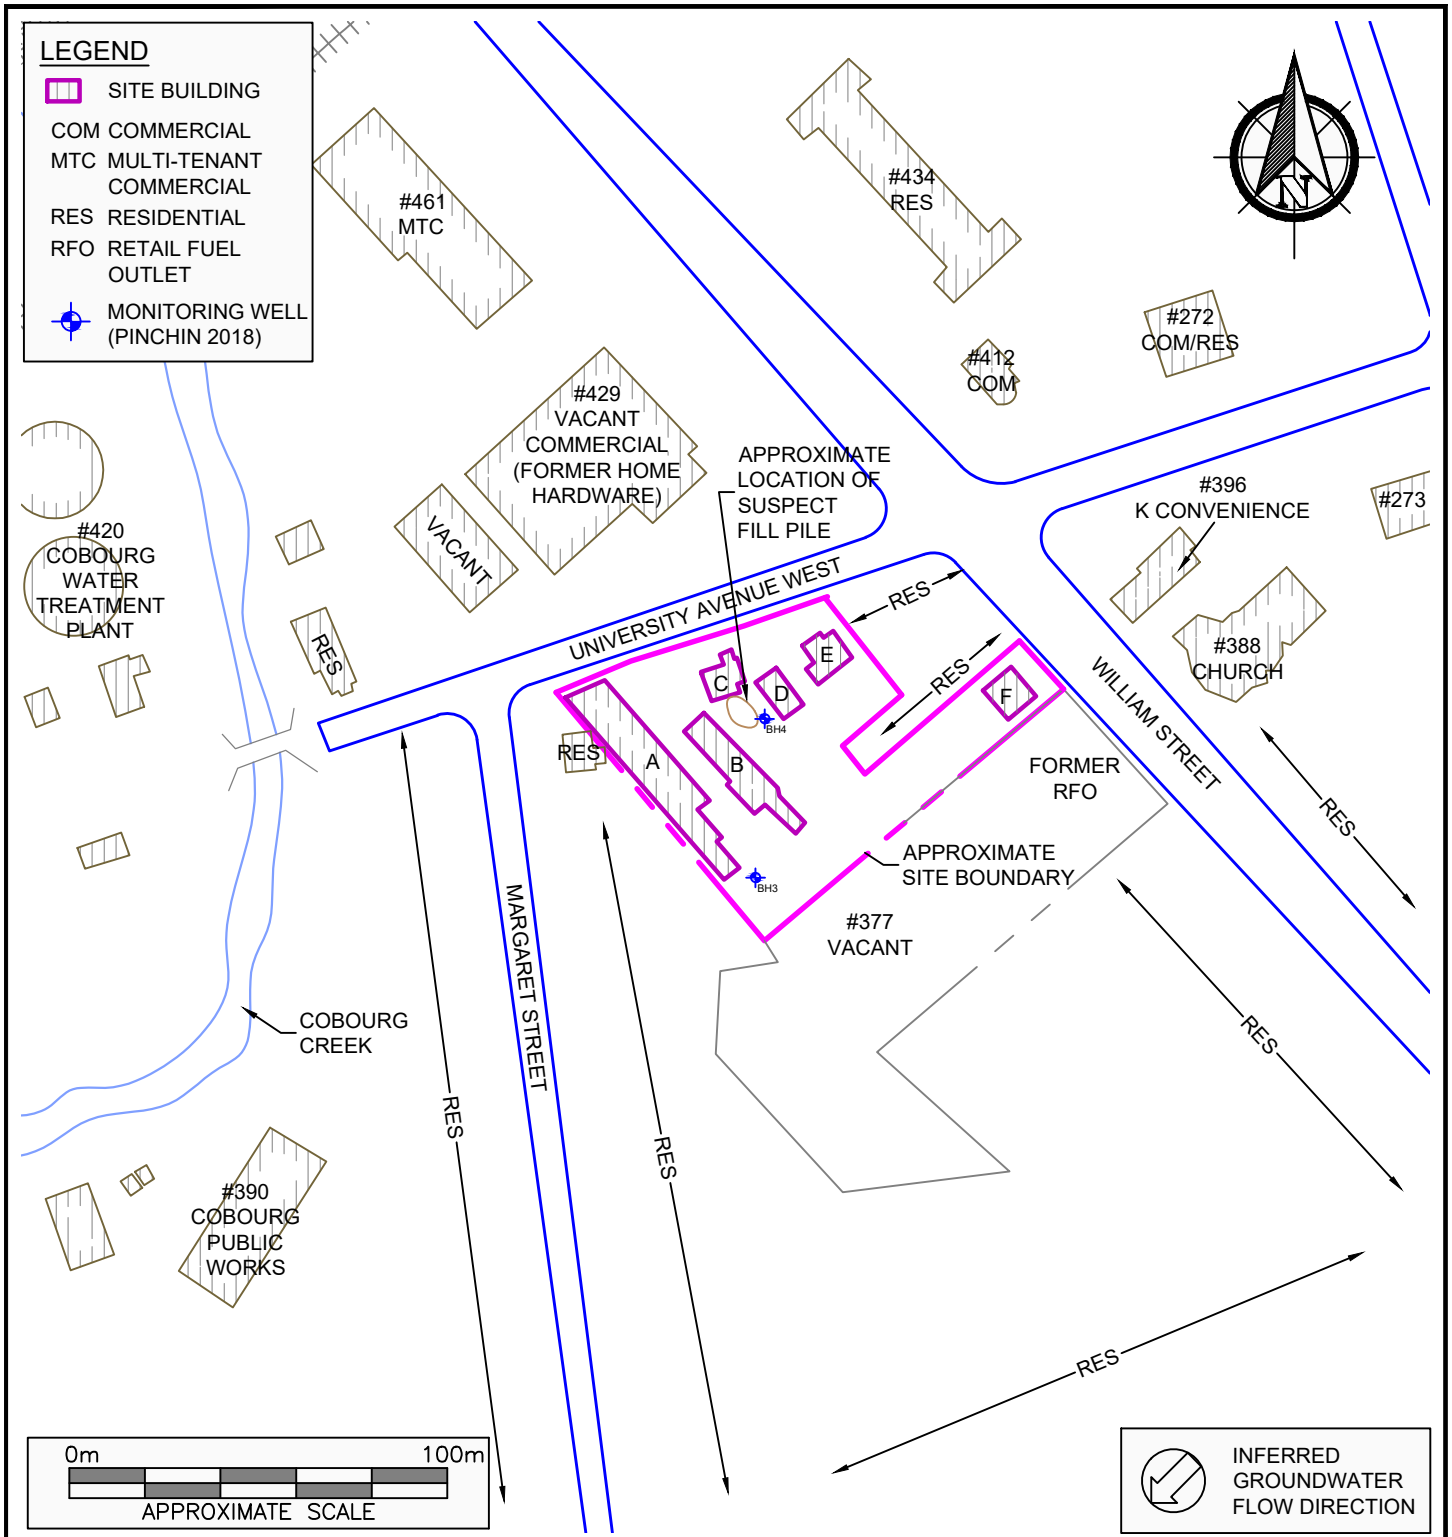 LEGEND
SITE BUILDING
COM COMMERCIAL
MTC MULTI-TENANT
COMMERCIAL
RES RESIDENTIAL
RFO RETAIL FUEL
OUTLET
MONITORING WELL
(PINCHIN 2018)
N
#461
MTC
#434
RES
#272
COM/RES
#412
COM
#429
VACANT
COMMERCIAL
(FORMER HOME
HARDWARE)
VACANT
APPROXIMATE
LOCATION OF
SUSPECT
FILL PILE
#396
K CONVENIENCE
#273
#420
COBOURG
WATER
TREATMENT
PLANT
RES
UNIVERSITY AVENUE WEST
RES
RES
#388
CHURCH
WILLIAM STREET
RES
A
B
C
D
E
F
BH4
BH3
FORMER
RFO
RES
APPROXIMATE
SITE BOUNDARY
#377
VACANT
MARGARET STREET
COBOURG
CREEK
RES
RES
RES
RES
#390
COBOURG
PUBLIC
WORKS
0m 100m
APPROXIMATE SCALE
INFERRED
GROUNDWATER
FLOW DIRECTION